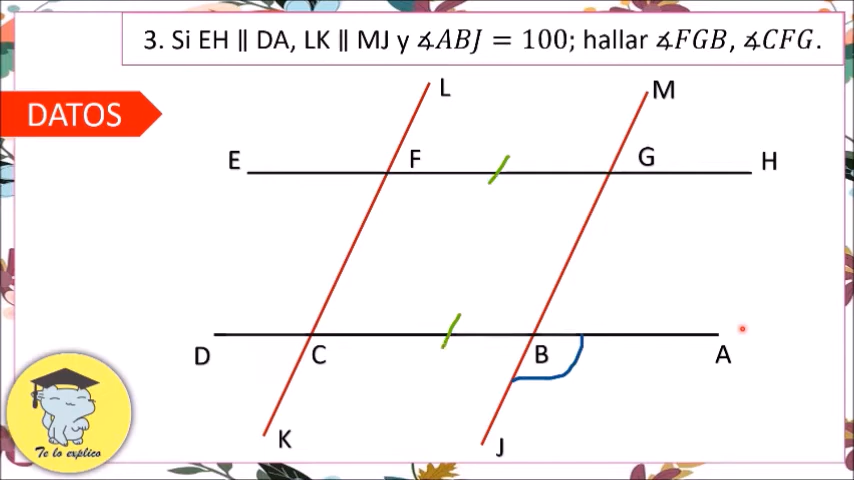 3. Si EH ∥ DA, LK ∥ MJ y ∡ABJ = 100; hallar ∡FGB, ∡CFG.
DATOS
L
M
E
F
G
H
D
C
B
A
K
J
Te lo explico